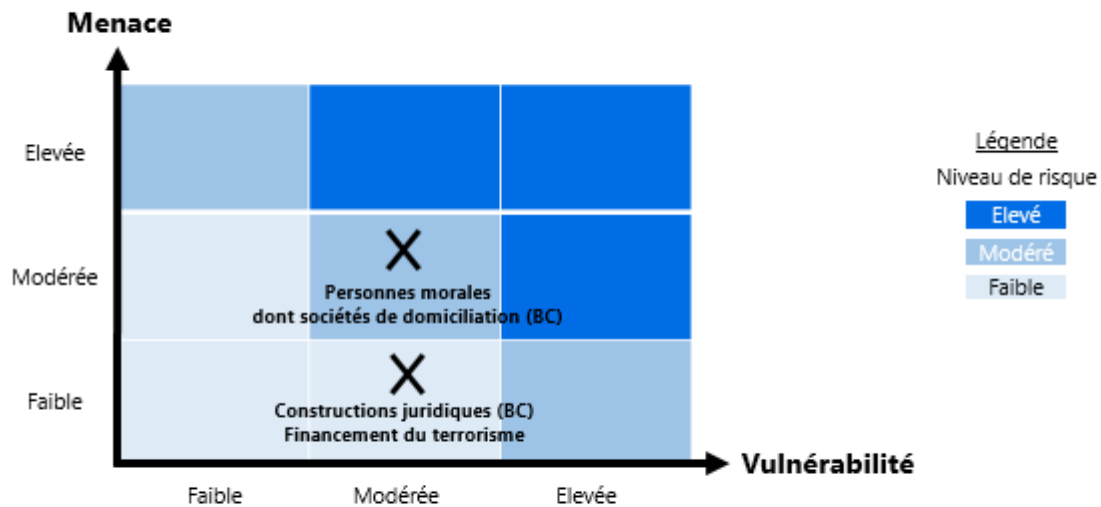 Menace
Elevée
Modérée
Faible
Personnes morales
dont sociétés de domiciliation (BC)
Constructions juridiques (BC)
Financement du terrorisme
Faible
Modérée
Elevée
Vulnérabilité
Légende
Niveau de risque
Elevé
Modéré
Faible